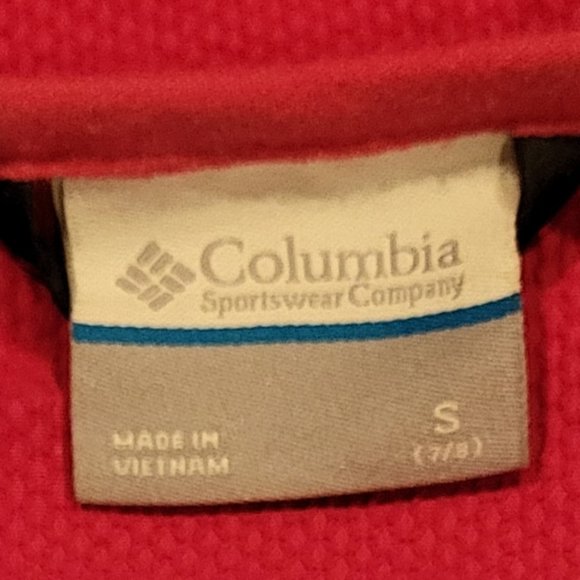 Columbia
Sportswear Company
S
MADE IN
(7/8)
VIETNAM